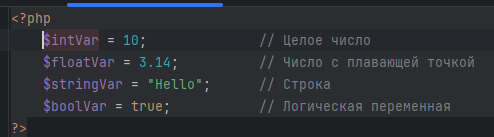 <?php
$intVar = 10; // Целое число
$floatVar = 3.14; // Число с плавающей точкой
$stringVar = "Hello"; // Строка
$boolVar = true; // Логическая переменная
?>